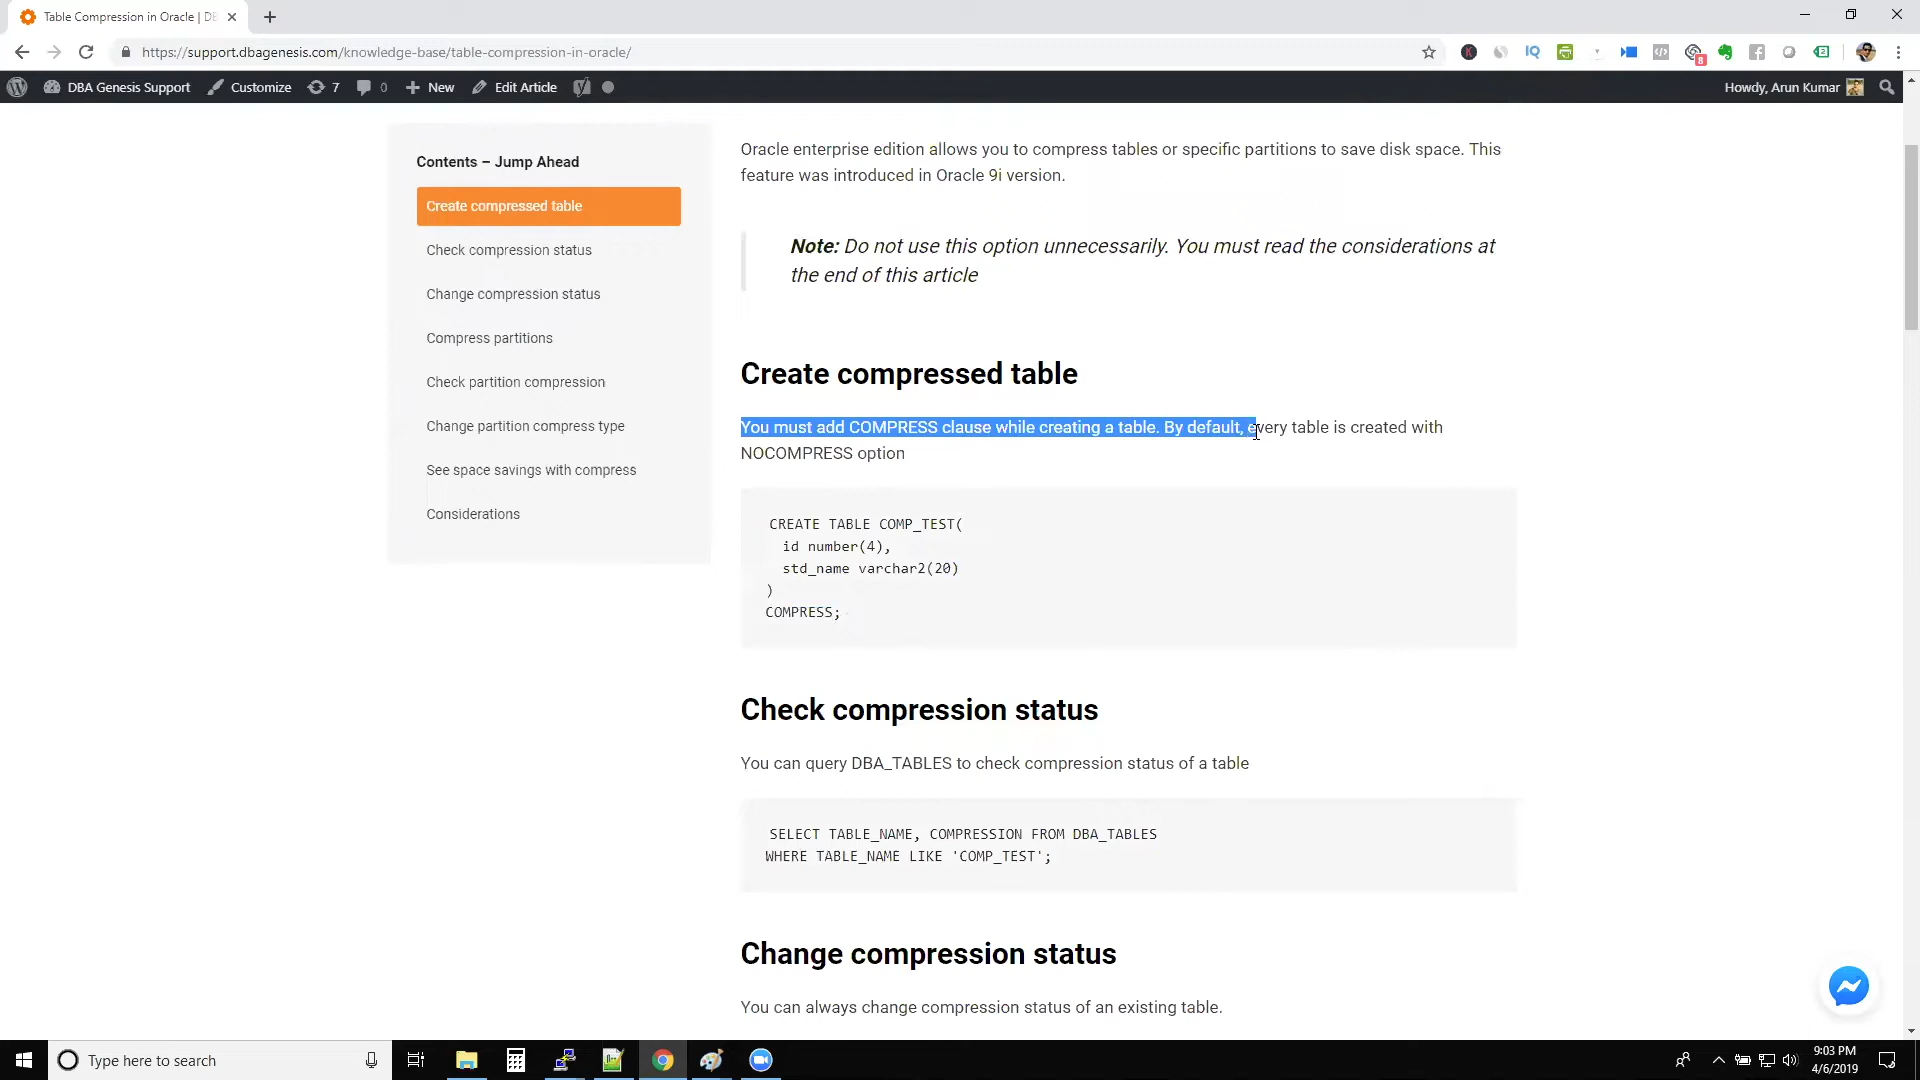 Table Compression in Oracle | DB
https://support.dbagenesis.com/knowledge-base/table-compression-in-oracle/
IQ
8
DBA Genesis Support
Customize
7
0
New
Edit Article
Howdy, Arun Kumar
Contents – Jump Ahead
Create compressed table
Check compression status
Change compression status
Compress partitions
Check partition compression
Change partition compress type
See space savings with compress
Considerations
Oracle enterprise edition allows you to compress tables or specific partitions to save disk space. This
feature was introduced in Oracle 9i version.
Note: Do not use this option unnecessarily. You must read the considerations at
the end of this article
Create compressed table
You must add COMPRESS clause while creating a table. By default, every table is created with
NOCOMPRESS option
CREATE TABLE COMP_TEST(
id number(4),
std_name varchar2(20)
)
COMPRESS;
Check compression status
You can query DBA_TABLES to check compression status of a table
SELECT TABLE_NAME, COMPRESSION FROM DBA_TABLES
WHERE TABLE_NAME LIKE 'COMP_TEST';
Change compression status
You can always change compression status of an existing table.
Type here to search
9:03 PM
4/6/2019